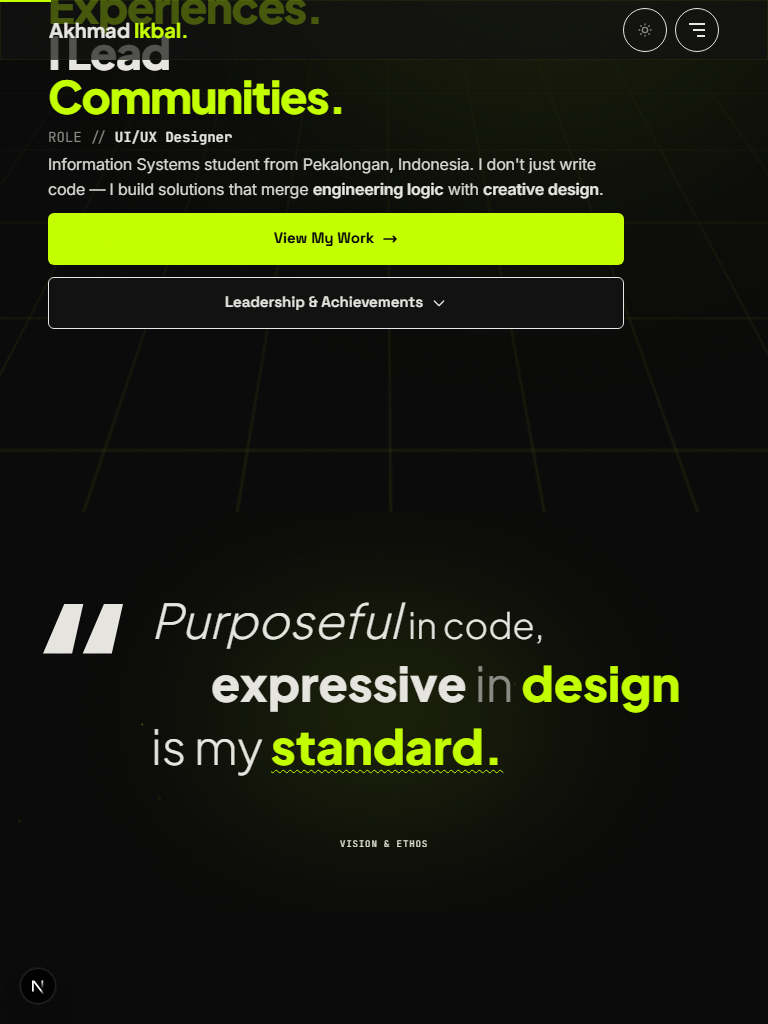 Experiences.
Akhmad Ikbal.
I Lead
Communities.
ROLE // UI/UX Designer
Information Systems student from Pekalongan, Indonesia. I don't just write
code — I build solutions that merge engineering logic with creative design.
View My Work →
Leadership & Achievements
“
Purposeful in code,
expressive in design
is my standard.
VISION & ETHOS
N